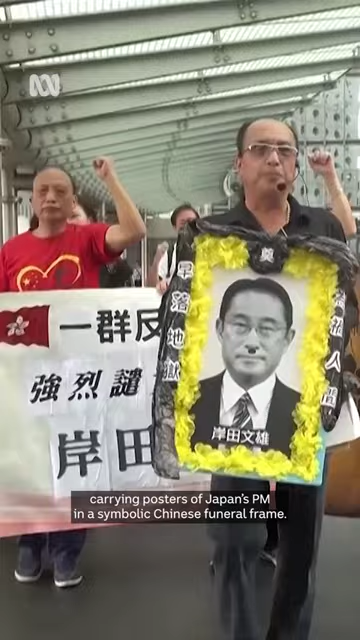 一群反
強烈譴
岸田
奠
早落地獄
人間
岸田文雄
carrying posters of Japan's PM
in a symbolic Chinese funeral frame.